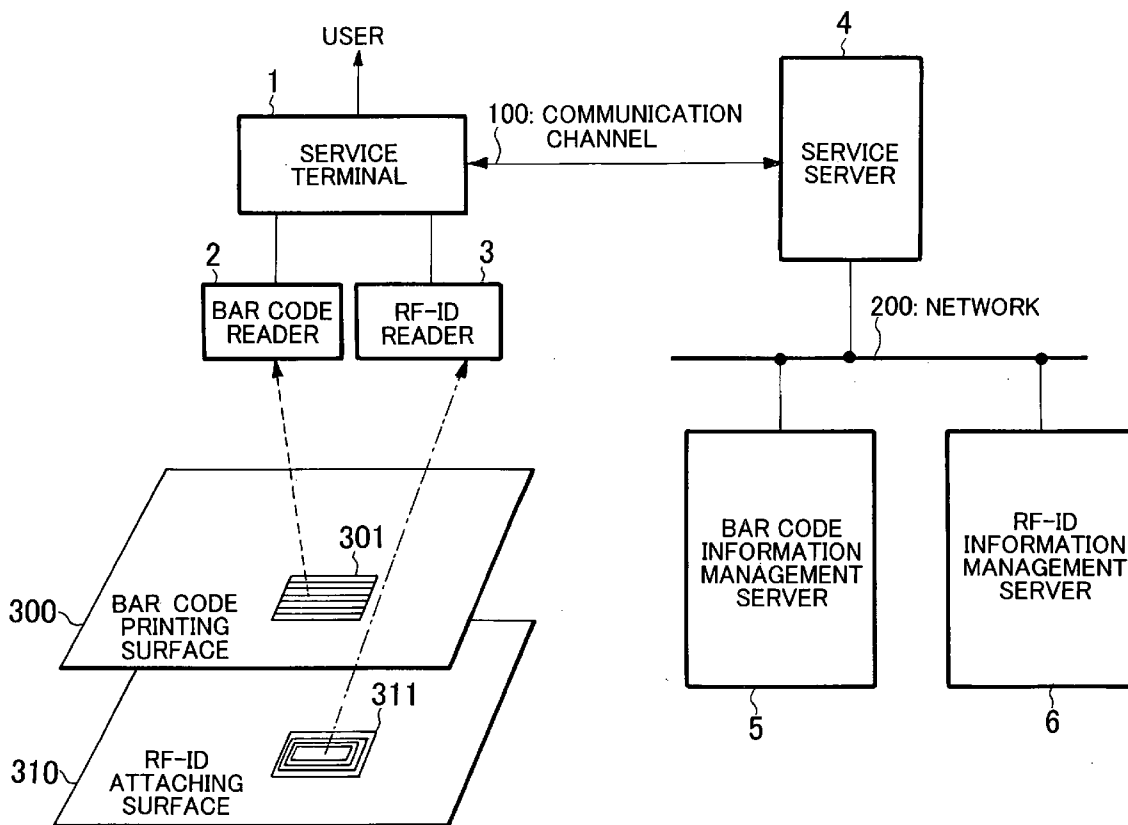 USER
1
SERVICE
TERMINAL
100: COMMUNICATION
CHANNEL
4
SERVICE
SERVER
2
BAR CODE
READER
3
RF-ID
READER
200: NETWORK
BAR CODE
INFORMATION
MANAGEMENT
SERVER
5
RF-ID
INFORMATION
MANAGEMENT
SERVER
6
301
300
BAR CODE
PRINTING
SURFACE
311
310
RF-ID
ATTACHING
SURFACE